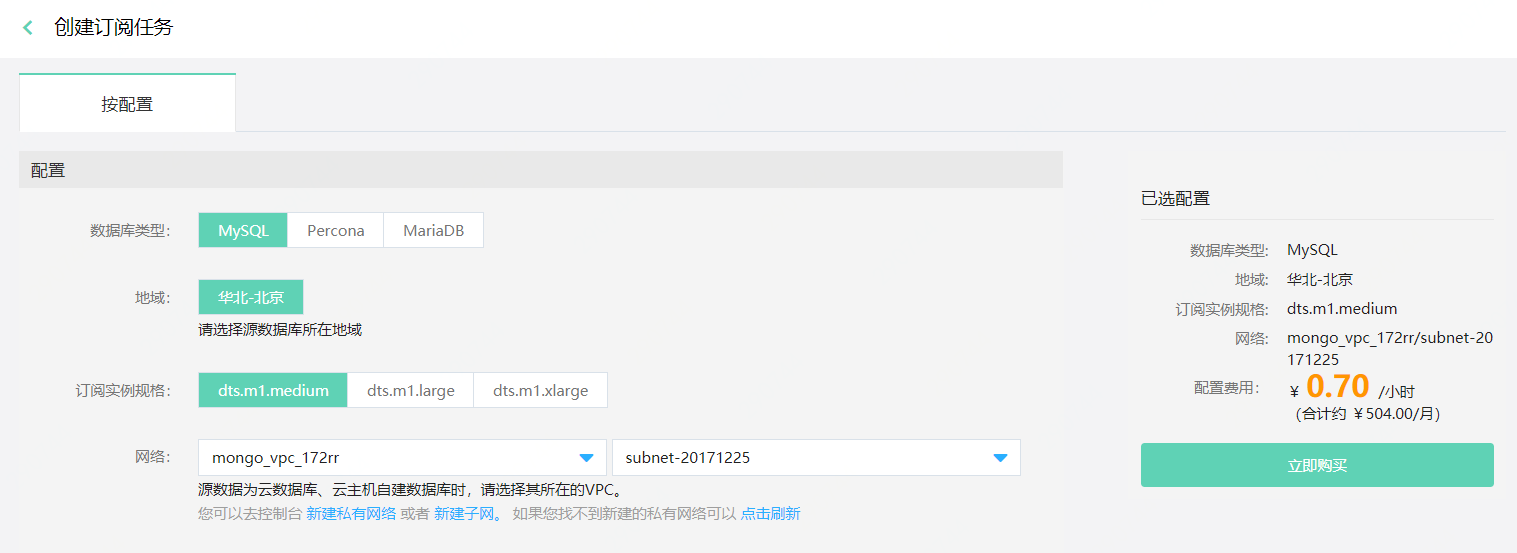 创建订阅任务
按配置
配置
数据库类型: MySQL Percona MariaDB
地域: 华北-北京
请选择源数据库所在地域
订阅实例规格: dts.m1.medium dts.m1.large dts.m1.xlarge
网络: mongo_vpc_172rr subnet-20171225
源数据为云数据库、云主机自建数据库时，请选择其所在的VPC。
您可以去控制台 新建私有网络 或者 新建子网。 如果您找不到新建的私有网络可以 点击刷新
已选配置
数据库类型: MySQL
地域: 华北-北京
订阅实例规格: dts.m1.medium
网络: mongo_vpc_172rr/subnet-20
171225
配置费用: ￥ 0.70 /小时
（合计约 ￥504.00/月）
立即购买